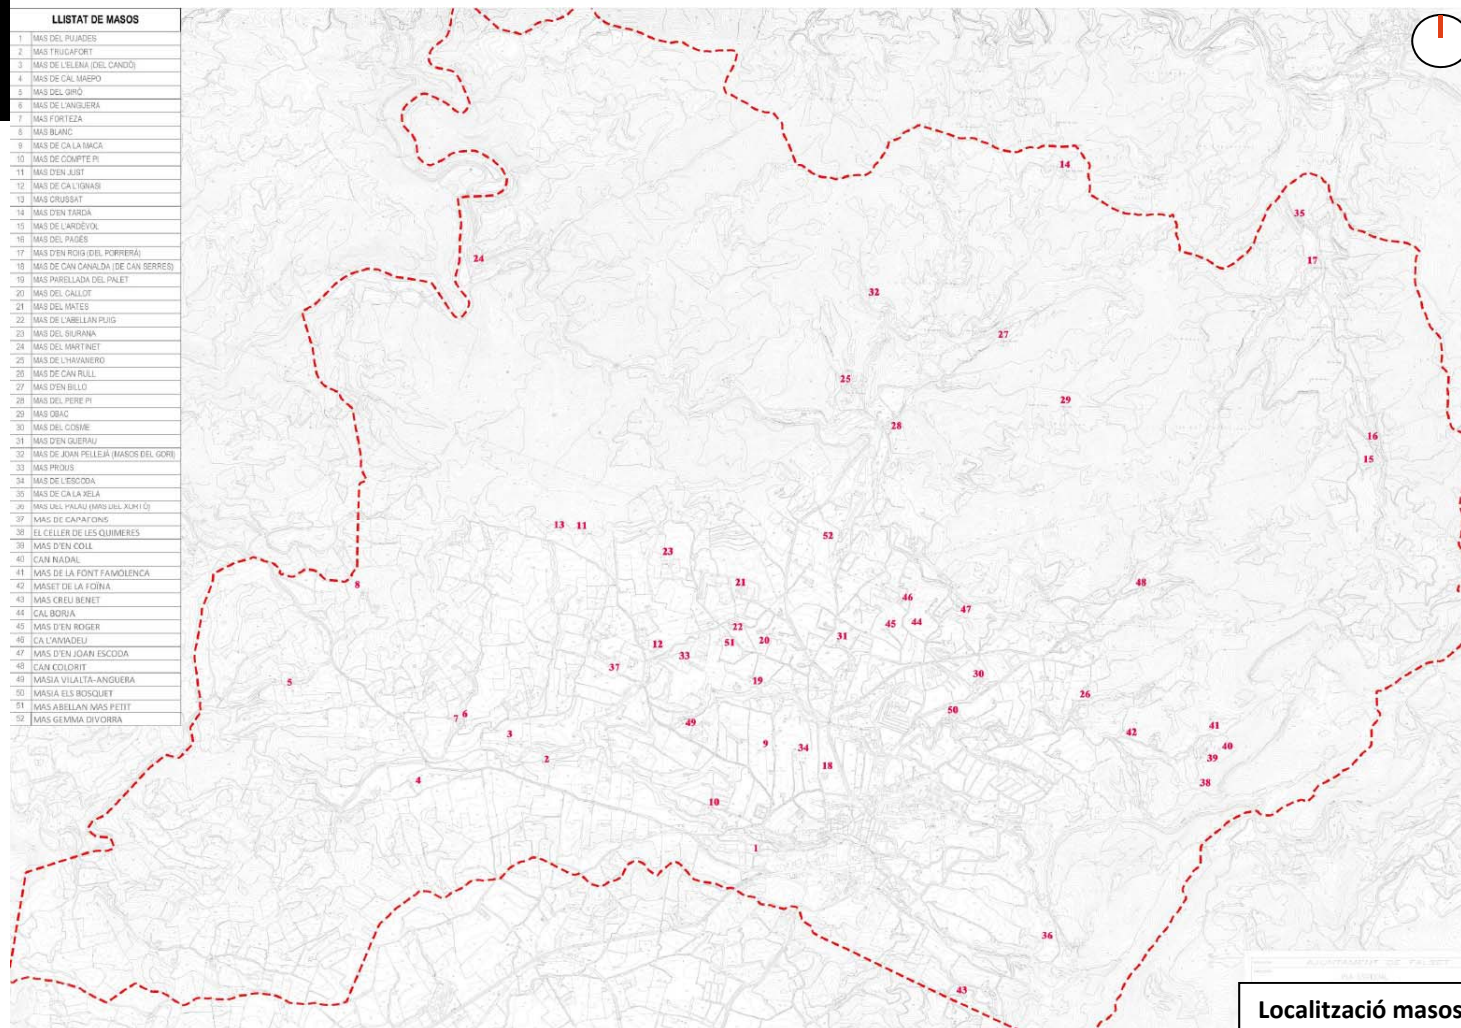 LLISTAT DE MASOS
1 MAS DEL PUJADES
2 MAS TRUCAFORT
3 MAS DE L'ELENA (DEL CANDÓ)
4 MAS DE CAL MAEPO
5 MAS DEL GIRÓ
6 MAS DE L'ANGUERA
7 MAS FORTEZA
8 MAS BLANC
9 MAS DE CA LA MACA
10 MAS DE COMPTE PI
11 MAS D'EN JUST
12 MAS DE CA L'IGNASI
13 MAS CRUSSAT
14 MAS D'EN TARDÀ
15 MAS DE L'ARDÈVOL
16 MAS DEL PAGÈS
17 MAS D'EN ROIG (DEL PORRERÀ)
18 MAS DE CAN CANALDA (DE CAN SERRES)
19 MAS PARELLADA DEL PALET
20 MAS DEL CALLOT
21 MAS DEL MATES
22 MAS DE L'ABELLAN PUIG
23 MAS DEL SIURANA
24 MAS DEL MARTINET
25 MAS DE L'HAVANERO
26 MAS DE CAN RULL
27 MAS D'EN BILLO
28 MAS DEL PERE PI
29 MAS OBAC
30 MAS DEL COSME
31 MAS D'EN GUERAU
32 MAS DE JOAN PELLEJÀ (MASOS DEL GORI)
33 MAS PROUS
34 MAS DE L'ESCODA
35 MAS DE CA LA XELA
36 MAS DEL PALAU (MAS DEL XORTÓ)
37 MAS DE CAPAFONS
38 EL CELLER DE LES QUIMERES
39 MAS D'EN COLL
40 CAN NADAL
41 MAS DE LA FONT FAMOLENCA
42 MASET DE LA FOÏNA
43 MAS CREU BENET
44 CAL BORJA
45 MAS D'EN ROGER
46 CA L'AMADEU
47 MAS D'EN JOAN ESCODA
48 CAN COLORIT
49 MASIA VILALTA-ANGUERA
50 MASIA ELS BOSQUET
51 MAS ABELLAN MAS PETIT
52 MAS GEMMA DIVORRA
14
35
24
17
32
27
25
29
28
16
15
13 11
52
23
21
48
8
46
47
45 44
22
31
12
51
20
33
37
30
5
19
26
50
7 6
49
41
42
3
9
34
40
2
39
18
4
38
10
1
36
43
Localització masos